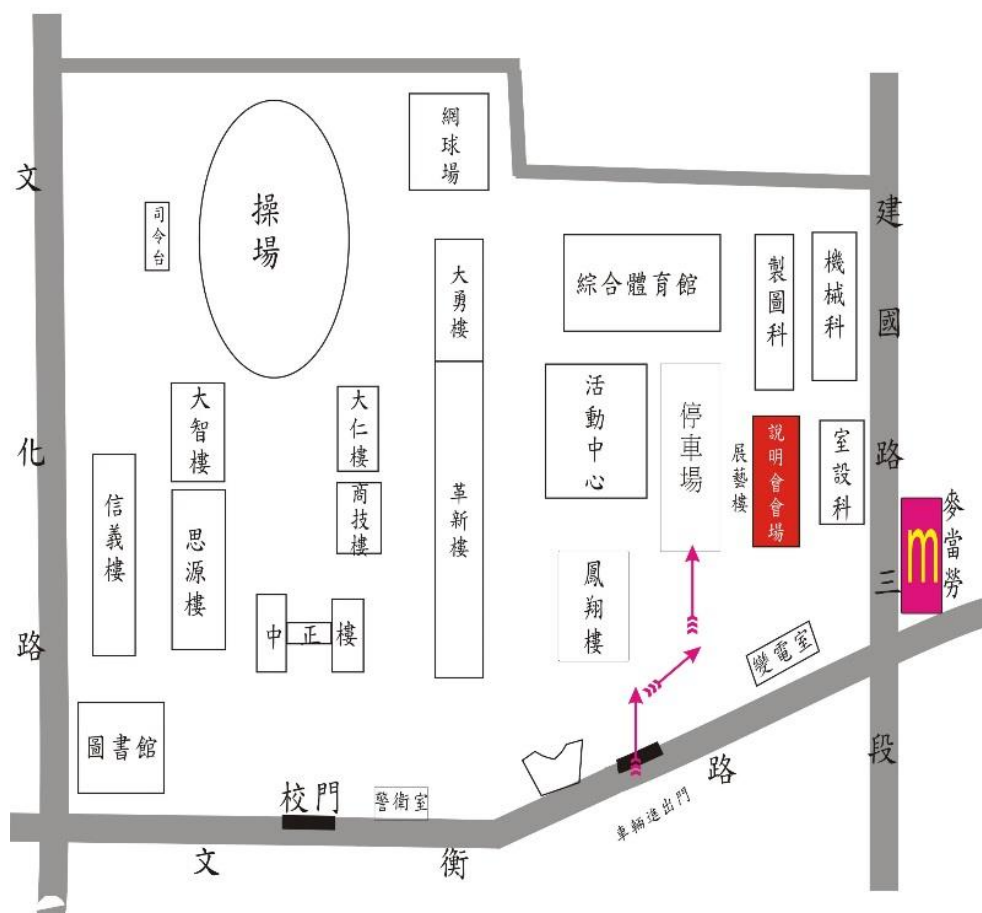 網球場
操場
司令台
文化路
建國路三段
大勇樓
綜合體育館
製圖科
機械科
大智樓
大仁樓
活動中心
停車場
展藝樓
說明會會場
室設科
信義樓
思源樓
商技樓
革新樓
麥當勞
m
鳳翔樓
中正樓
變電室
圖書館
校門
警衛室
車輛進出門
文衡路